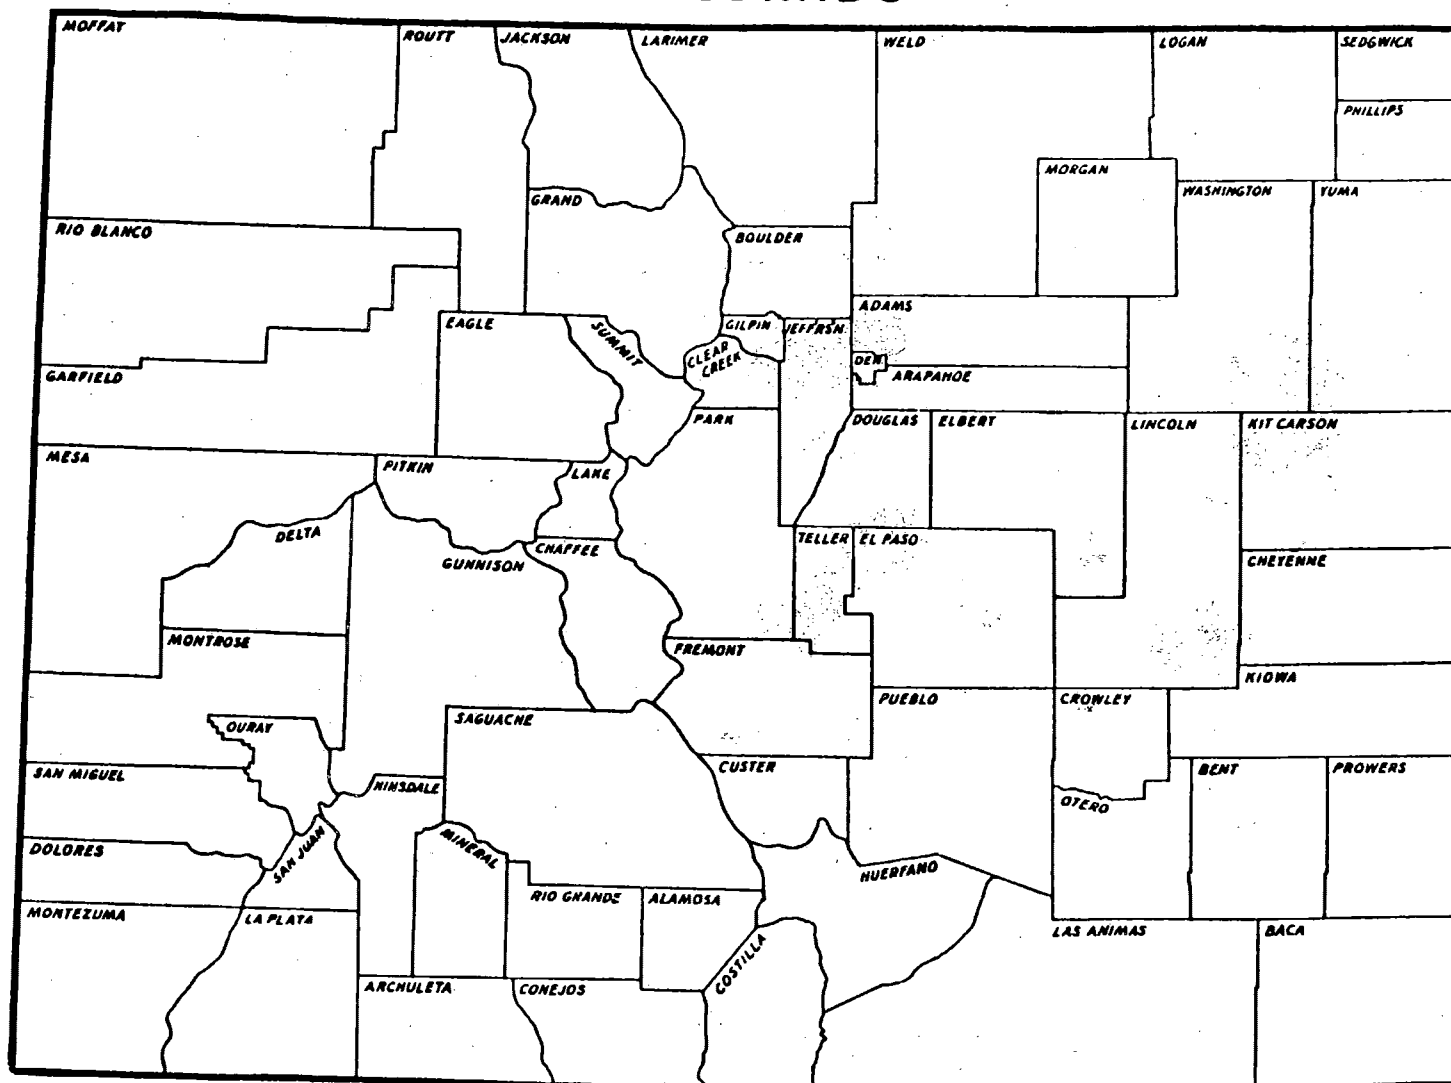 MOFFAT
ROUTT
JACKSON
LARIMER
WELD
LOGAN
SEDGWICK
PHILLIPS
MORGAN
WASHINGTON
YUMA
GRAND
RIO BLANCO
BOULDER
ADAMS
EAGLE
SUMMIT
GILPIN
JEFFRSN.
CLEAR
CREEK
DEN.
ARAPAHOE
GARFIELD
PARK
DOUGLAS
ELBERT
LINCOLN
KIT CARSON
MESA
PITKIN
LAKE
DELTA
GUNNISON
CHAFFEE
TELLER
EL PASO
CHEYENNE
MONTROSE
FREMONT
KIOWA
PUEBLO
CROWLEY
OURAY
SAGUACHE
SAN MIGUEL
HINSDALE
CUSTER
BENT
PROWERS
OTERO
DOLORES
SAN JUAN
MINERAL
HUERFANO
RIO GRANDE
ALAMOSA
MONTEZUMA
LA PLATA
COSTILLA
LAS ANIMAS
BACA
ARCHULETA
CONEJOS